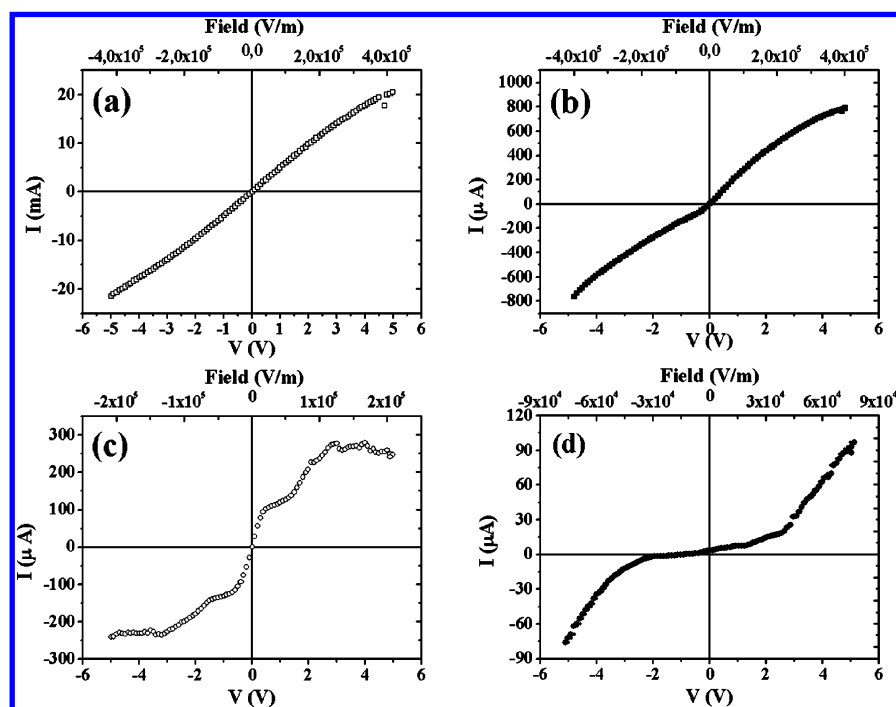 Field (V/m)
-4,0x10⁵ -2,0x10⁵ 0,0 2,0x10⁵ 4,0x10⁵
(a)
20
10
0
-10
-20
I (mA)
-6 -5 -4 -3 -2 -1 0 1 2 3 4 5 6
V (V)
Field (V/m)
-4,0x10⁵ -2,0x10⁵ 0,0 2,0x10⁵ 4,0x10⁵
(b)
1000
800
600
400
200
0
-200
-400
-600
-800
I (μ A)
-6 -4 -2 0 2 4 6
V (V)
Field (V/m)
-2x10⁵ -1x10⁵ 0 1x10⁵ 2x10⁵
(c)
300
200
100
0
-100
-200
-300
I (μ A)
-6 -4 -2 0 2 4 6
V (V)
Field (V/m)
-9x10⁴ -6x10⁴ -3x10⁴ 0 3x10⁴ 6x10⁴ 9x10⁴
(d)
120
90
60
30
0
-30
-60
-90
I (μA)
-6 -4 -2 0 2 4 6
V (V)